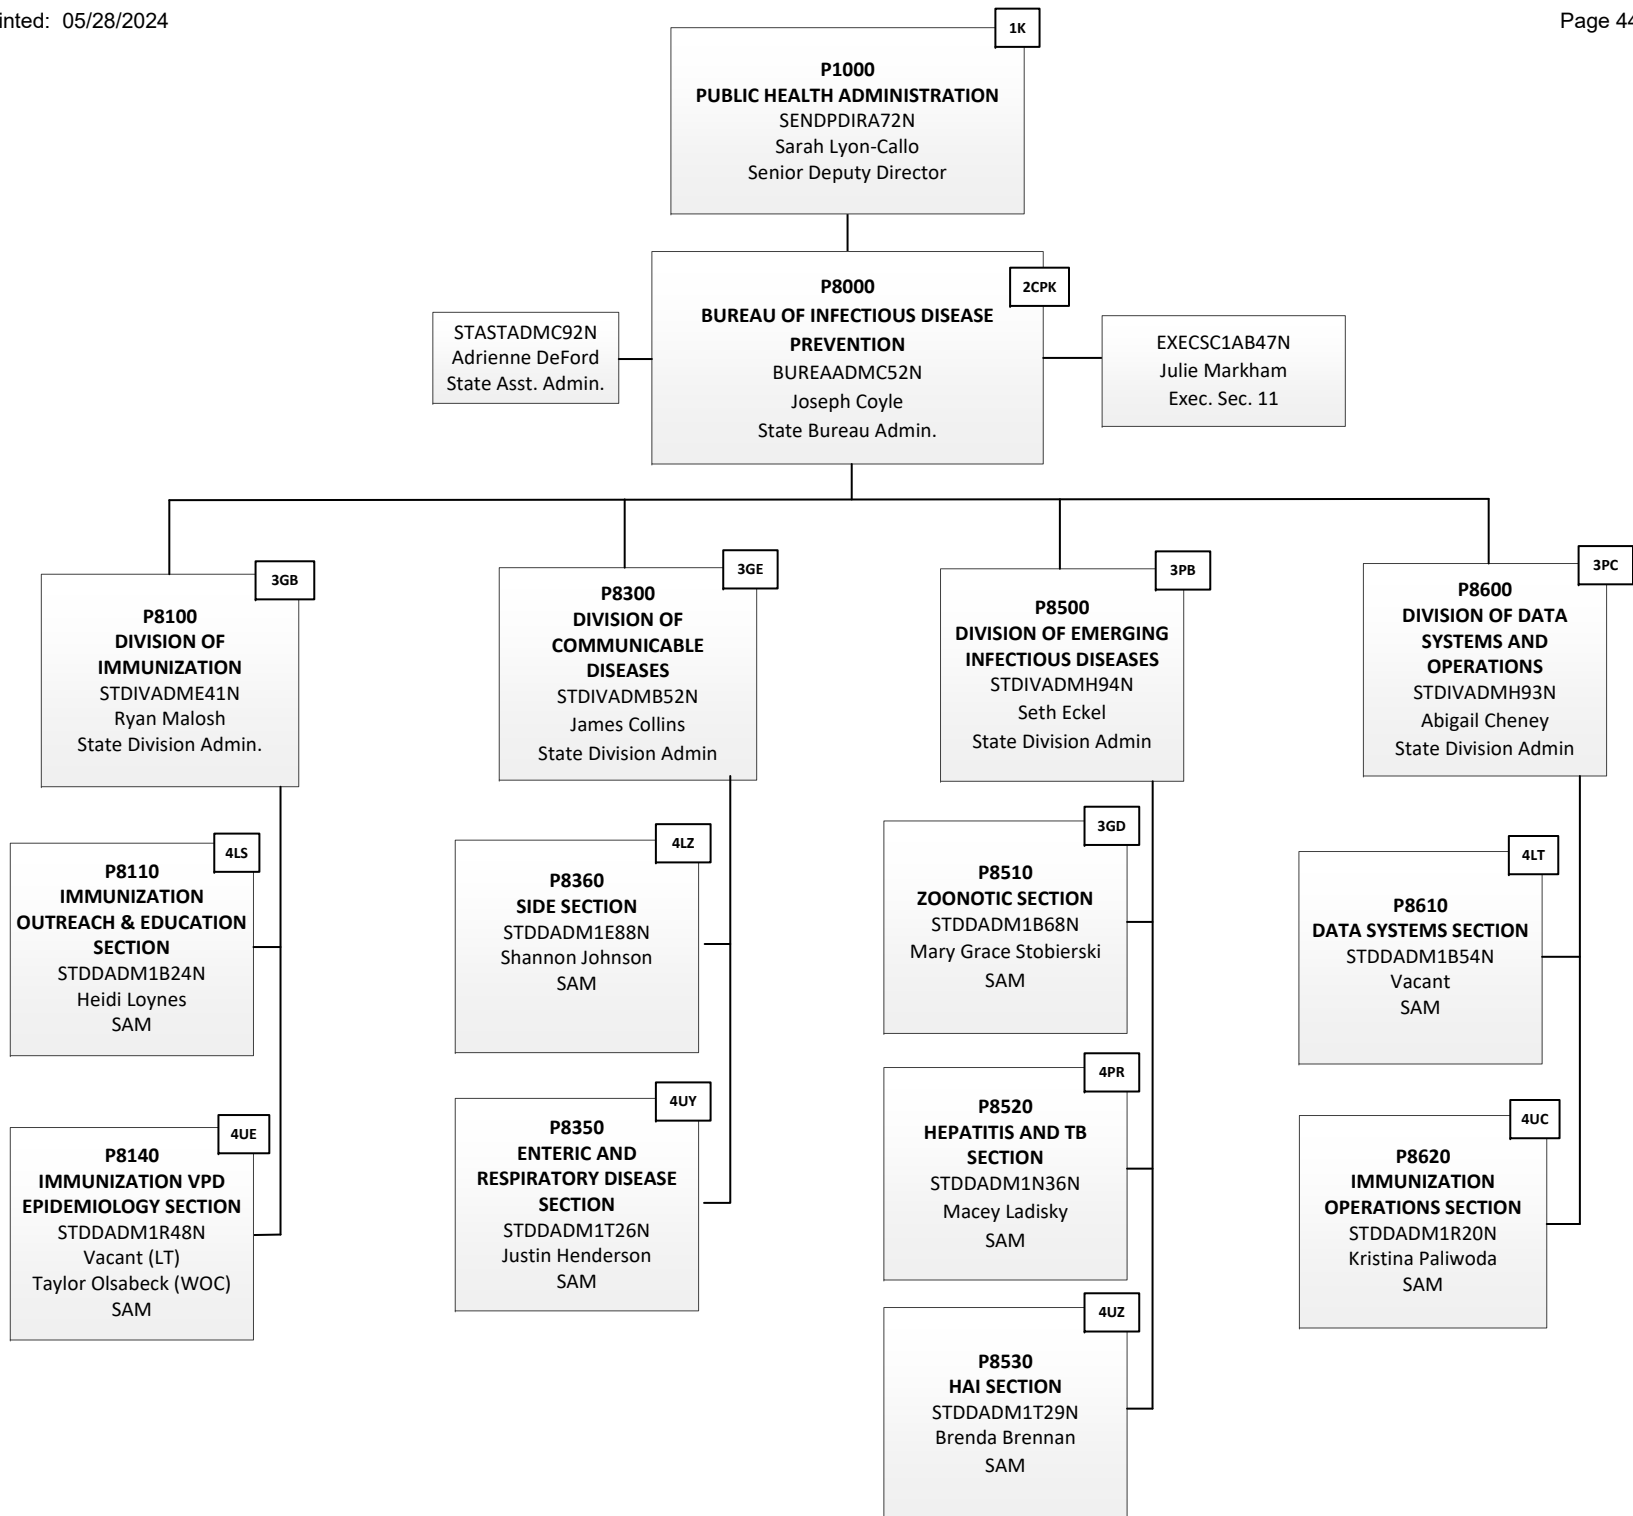 inted: 05/28/2024
Page 44
1K
P1000
PUBLIC HEALTH ADMINISTRATION
SENDPDIRA72N
Sarah Lyon-Callo
Senior Deputy Director
2CPK
P8000
BUREAU OF INFECTIOUS DISEASE
PREVENTION
BUREAADMC52N
Joseph Coyle
State Bureau Admin.
STASTADMC92N
Adrienne DeFord
State Asst. Admin.
EXECSC1AB47N
Julie Markham
Exec. Sec. 11
3GB
P8100
DIVISION OF
IMMUNIZATION
STDIVADME41N
Ryan Malosh
State Division Admin.
3GE
P8300
DIVISION OF
COMMUNICABLE
DISEASES
STDIVADMB52N
James Collins
State Division Admin
3PB
P8500
DIVISION OF EMERGING
INFECTIOUS DISEASES
STDIVADMH94N
Seth Eckel
State Division Admin
3PC
P8600
DIVISION OF DATA
SYSTEMS AND
OPERATIONS
STDIVADMH93N
Abigail Cheney
State Division Admin
4LS
P8110
IMMUNIZATION
OUTREACH & EDUCATION
SECTION
STDDADM1B24N
Heidi Loynes
SAM
4LZ
P8360
SIDE SECTION
STDDADM1E88N
Shannon Johnson
SAM
3GD
P8510
ZOONOTIC SECTION
STDDADM1B68N
Mary Grace Stobierski
SAM
4LT
P8610
DATA SYSTEMS SECTION
STDDADM1B54N
Vacant
SAM
4UE
P8140
IMMUNIZATION VPD
EPIDEMIOLOGY SECTION
STDDADM1R48N
Vacant (LT)
Taylor Olsabeck (WOC)
SAM
4UY
P8350
ENTERIC AND
RESPIRATORY DISEASE
SECTION
STDDADM1T26N
Justin Henderson
SAM
4PR
P8520
HEPATITIS AND TB
SECTION
STDDADM1N36N
Macey Ladisky
SAM
4UC
P8620
IMMUNIZATION
OPERATIONS SECTION
STDDADM1R20N
Kristina Paliwoda
SAM
4UZ
P8530
HAI SECTION
STDDADM1T29N
Brenda Brennan
SAM